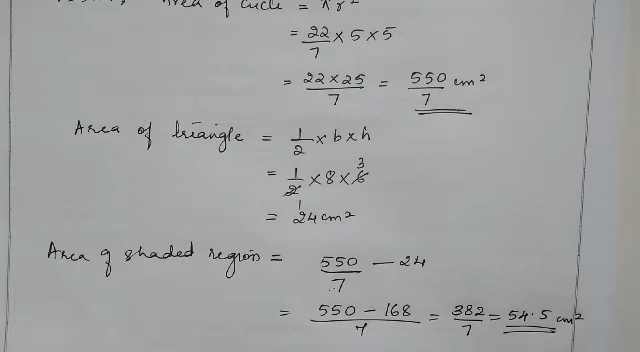 Area of circle = πr²
= 22/7 × 5 × 5
= 22 × 25/7 = 550/7 cm²
Area of triangle = 1/2 × b × h
= 1/2 × 8 × 6 3
1
= 24 cm²
Area of shaded region = 550/7 − 24
= 550 − 168/7 = 382/7 = 54.5 cm²